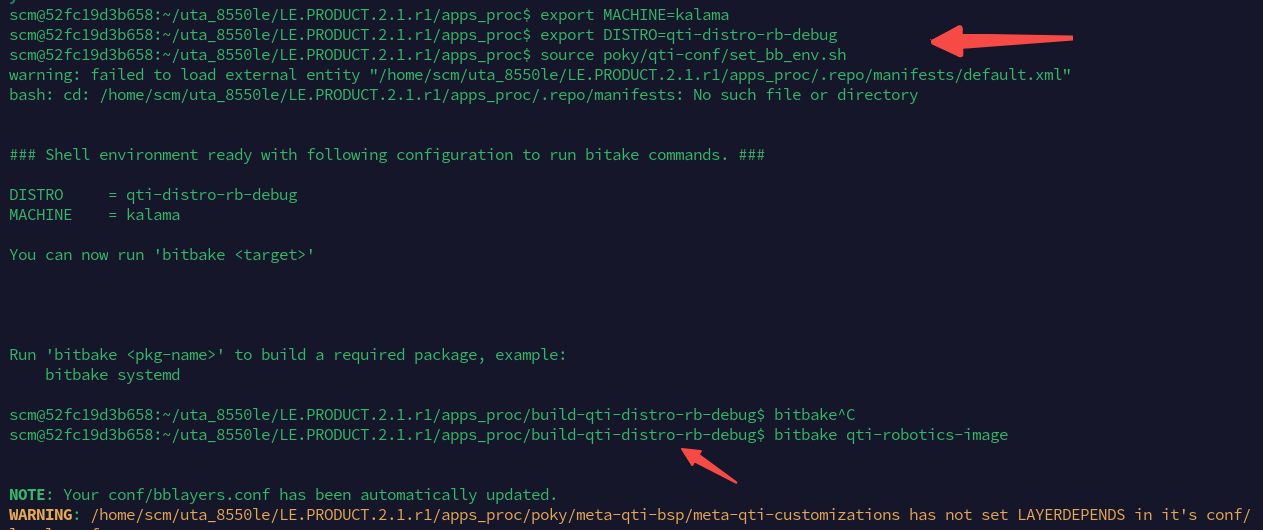 scm@52fc19d3b658:~/uta_8550le/LE.PRODUCT.2.1.r1/apps_proc$ export MACHINE=kalama
scm@52fc19d3b658:~/uta_8550le/LE.PRODUCT.2.1.r1/apps_proc$ export DISTRO=qti-distro-rb-debug
scm@52fc19d3b658:~/uta_8550le/LE.PRODUCT.2.1.r1/apps_proc$ source poky/qti-conf/set_bb_env.sh
warning: failed to load external entity "/home/scm/uta_8550le/LE.PRODUCT.2.1.r1/apps_proc/.repo/manifests/default.xml"
bash: cd: /home/scm/uta_8550le/LE.PRODUCT.2.1.r1/apps_proc/.repo/manifests: No such file or directory
### Shell environment ready with following configuration to run bitake commands. ###
DISTRO     = qti-distro-rb-debug
MACHINE    = kalama
You can now run 'bitbake <target>'
Run 'bitbake <pkg-name>' to build a required package, example:
    bitbake systemd
scm@52fc19d3b658:~/uta_8550le/LE.PRODUCT.2.1.r1/apps_proc/build-qti-distro-rb-debug$ bitbake^C
scm@52fc19d3b658:~/uta_8550le/LE.PRODUCT.2.1.r1/apps_proc/build-qti-distro-rb-debug$ bitbake qti-robotics-image
NOTE: Your conf/bblayers.conf has been automatically updated.
WARNING: /home/scm/uta_8550le/LE.PRODUCT.2.1.r1/apps_proc/poky/meta-qti-bsp/meta-qti-customizations has not set LAYERDEPENDS in it's conf/